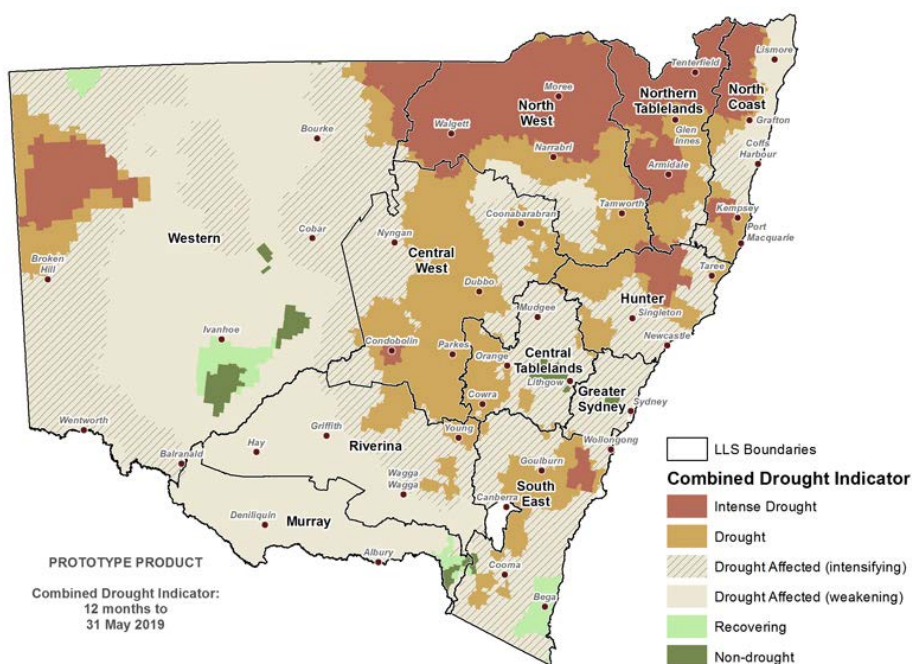 Lismore
Tenterfield
Northern
Tablelands
North
Coast
Moree
North
West
Walgett
Grafton
Glen
Innes
Bourke
Coffs
Harbour
Narrabri
Armidale
Tamworth
Kempsey
Coonabarabran
Port
Macquarie
Western
Cobar
Nyngan
Central
West
Broken
Hill
Taree
Dubbo
Hunter
Mudgee
Singleton
Ivanhoe
Newcastle
Condobolin
Parkes
Orange
Central
Tablelands
Lithgow
Greater
Sydney
Cowra
Sydney
Wentworth
Griffith
Young
Riverina
Hay
Wollongong
Balranald
Goulburn
Wagga
Wagga
South
East
Canberra
Deniliquin
Murray
Albury
Cooma
Bega
PROTOTYPE PRODUCT
Combined Drought Indicator:
12 months to
31 May 2019
LLS Boundaries
Combined Drought Indicator
Intense Drought
Drought
Drought Affected (intensifying)
Drought Affected (weakening)
Recovering
Non-drought